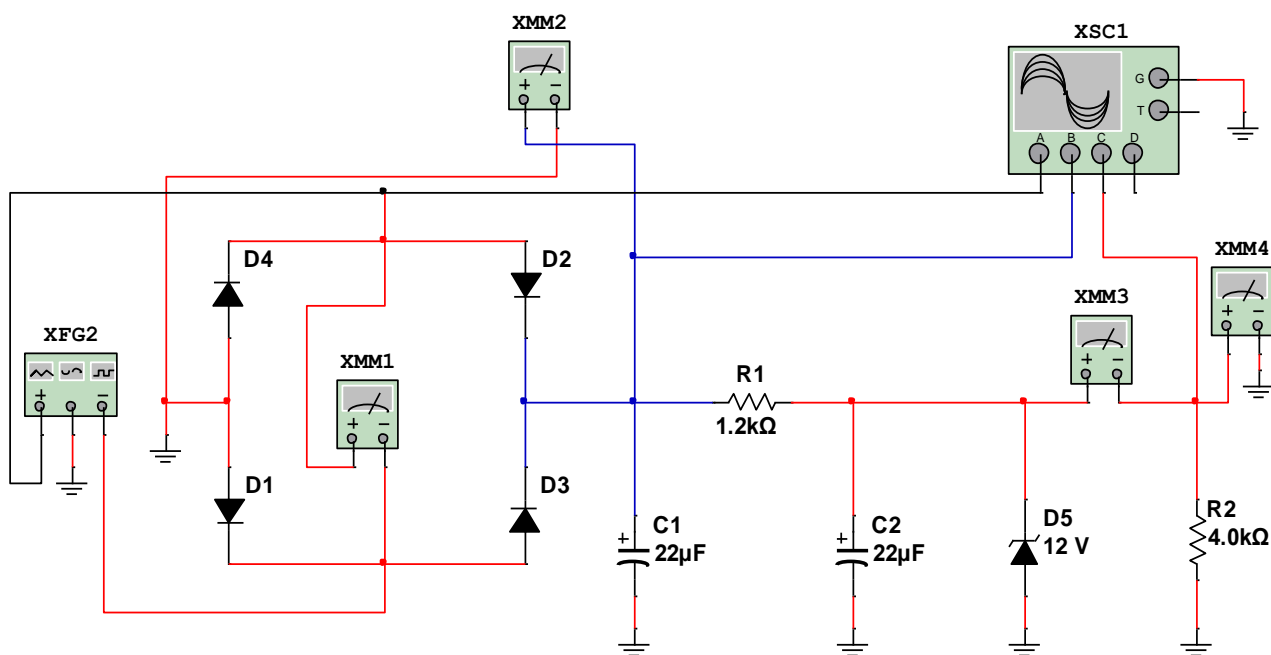 XMM2
+ −
XSC1
G
T
A B C D
D4
D2
XMM4
+ −
XMM3
+ −
XFG2
+ −
XMM1
+ −
R1
1.2kΩ
D1
D3
C1
+
22µF
C2
+
22µF
D5
12 V
R2
4.0kΩ